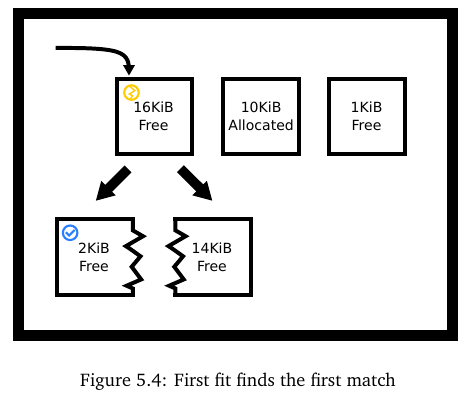 16KiB
Free
10KiB
Allocated
1KiB
Free
2KiB
Free
14KiB
Free
Figure 5.4: First fit finds the first match